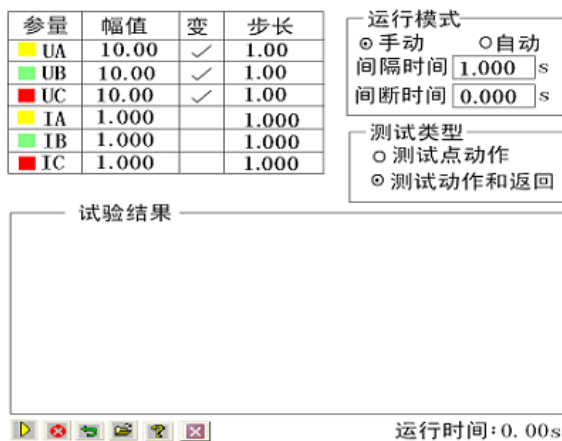 参量 幅值 变 步长
UA 10.00 ✓ 1.00
UB 10.00 ✓ 1.00
UC 10.00 ✓ 1.00
IA 1.000 1.000
IB 1.000 1.000
IC 1.000 1.000
运行模式
手动 自动
间隔时间 1.000 s
间断时间 0.000 s
测试类型
测试点动作
测试动作和返回
试验结果
运行时间:0.00s